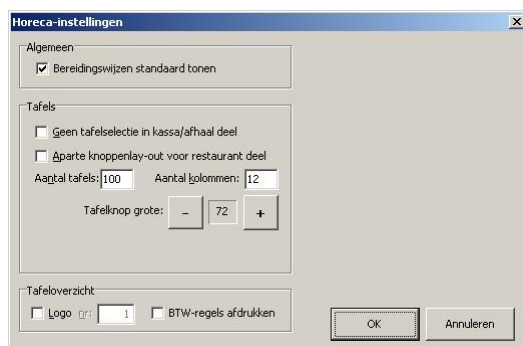 Horeca-instellingen
Algemeen
Bereidingswijzen standaard tonen
Tafels
Geen tafelselectie in kassa/afhaal deel
Aparte knoppenlay-out voor restaurant deel
Aantal tafels: 100 Aantal kolommen: 12
Tafelknop grote: - 72 +
Tafeloverzicht
Logo nr: 1 BTW-regels afdrukken
OK Annuleren